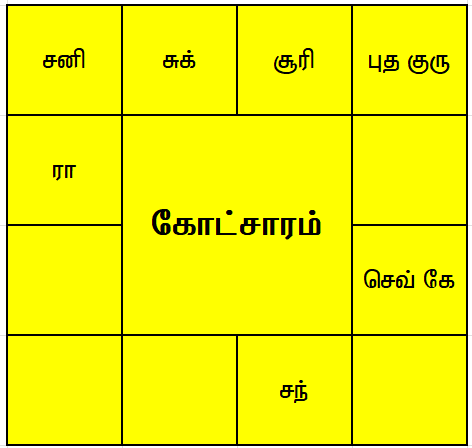 சனி
சுக்
சூரி
புத குரு
ரா
கோட்சாரம்
செவ் கே
சந்